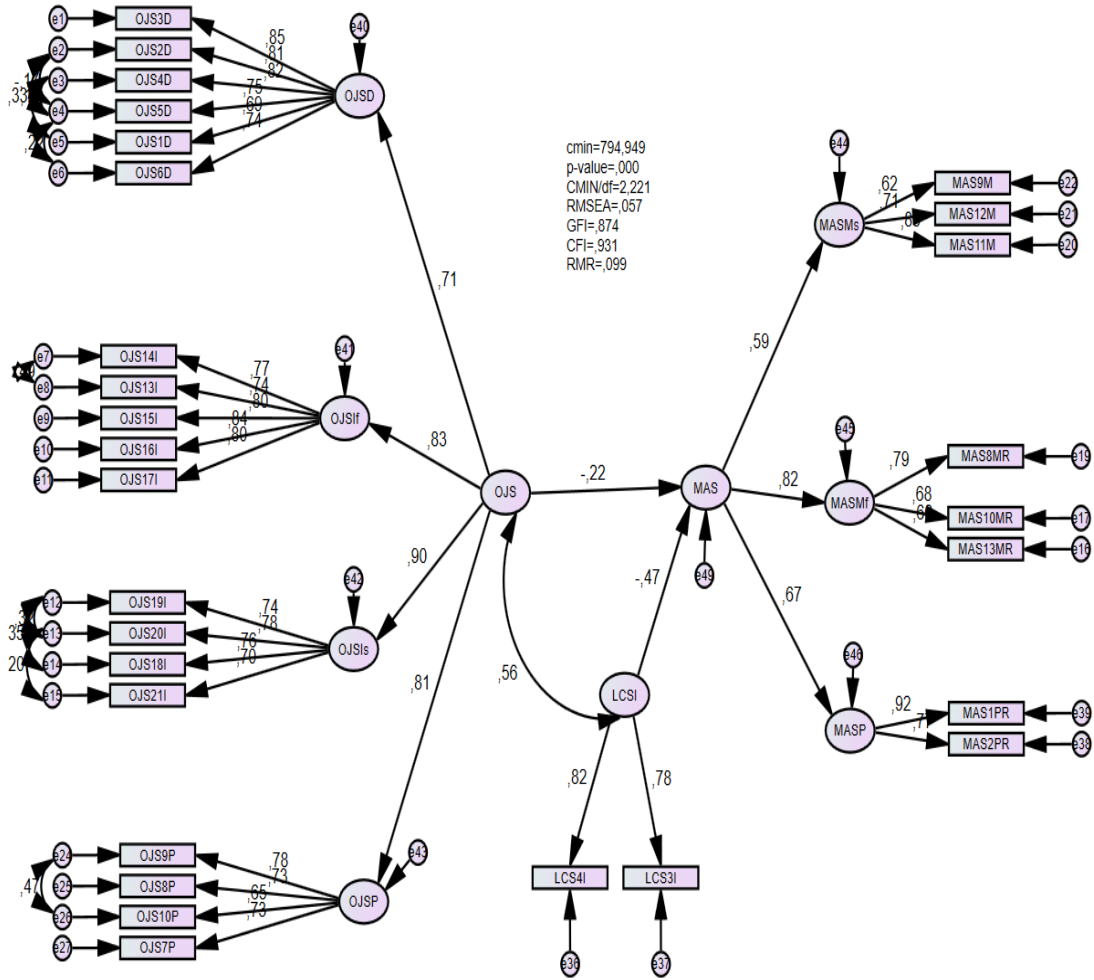 e1
OJS3D
e2
OJS2D
e3
OJS4D
e4
OJS5D
e5
OJS1D
e6
OJS6D
,33
,85
,81
,82
,75
,69
,74
e40
OJSD
cmin=794,949
p-value=,000
CMIN/df=2,221
RMSEA=,057
GFI=,874
CFI=,931
RMR=,099
e44
MASMs
,62
,71
MAS9M
e22
MAS12M
e21
MAS11M
e20
,71
,59
e7
OJS14I
e8
OJS13I
e9
OJS15I
e10
OJS16I
e11
OJS17I
,77
,74
,80
,84
,80
e41
OJSIf
,83
OJS
-,22
MAS
e49
,82
e45
MASMf
,79
,68
MAS8MR
e19
MAS10MR
e17
MAS13MR
e16
,90
-,47
,67
e12
OJS19I
e13
OJS20I
e14
OJS18I
e15
OJS21I
35
20
,74
,78
,76
,70
e42
OJSIs
,81
,56
LCSI
e46
MASP
,92
MAS1PR
e39
MAS2PR
e38
,82
,78
LCS4I
LCS3I
e36
e37
e24
OJS9P
e25
OJS8P
e26
OJS10P
e27
OJS7P
,47
,78
,73
,65
,73
e43
OJSP